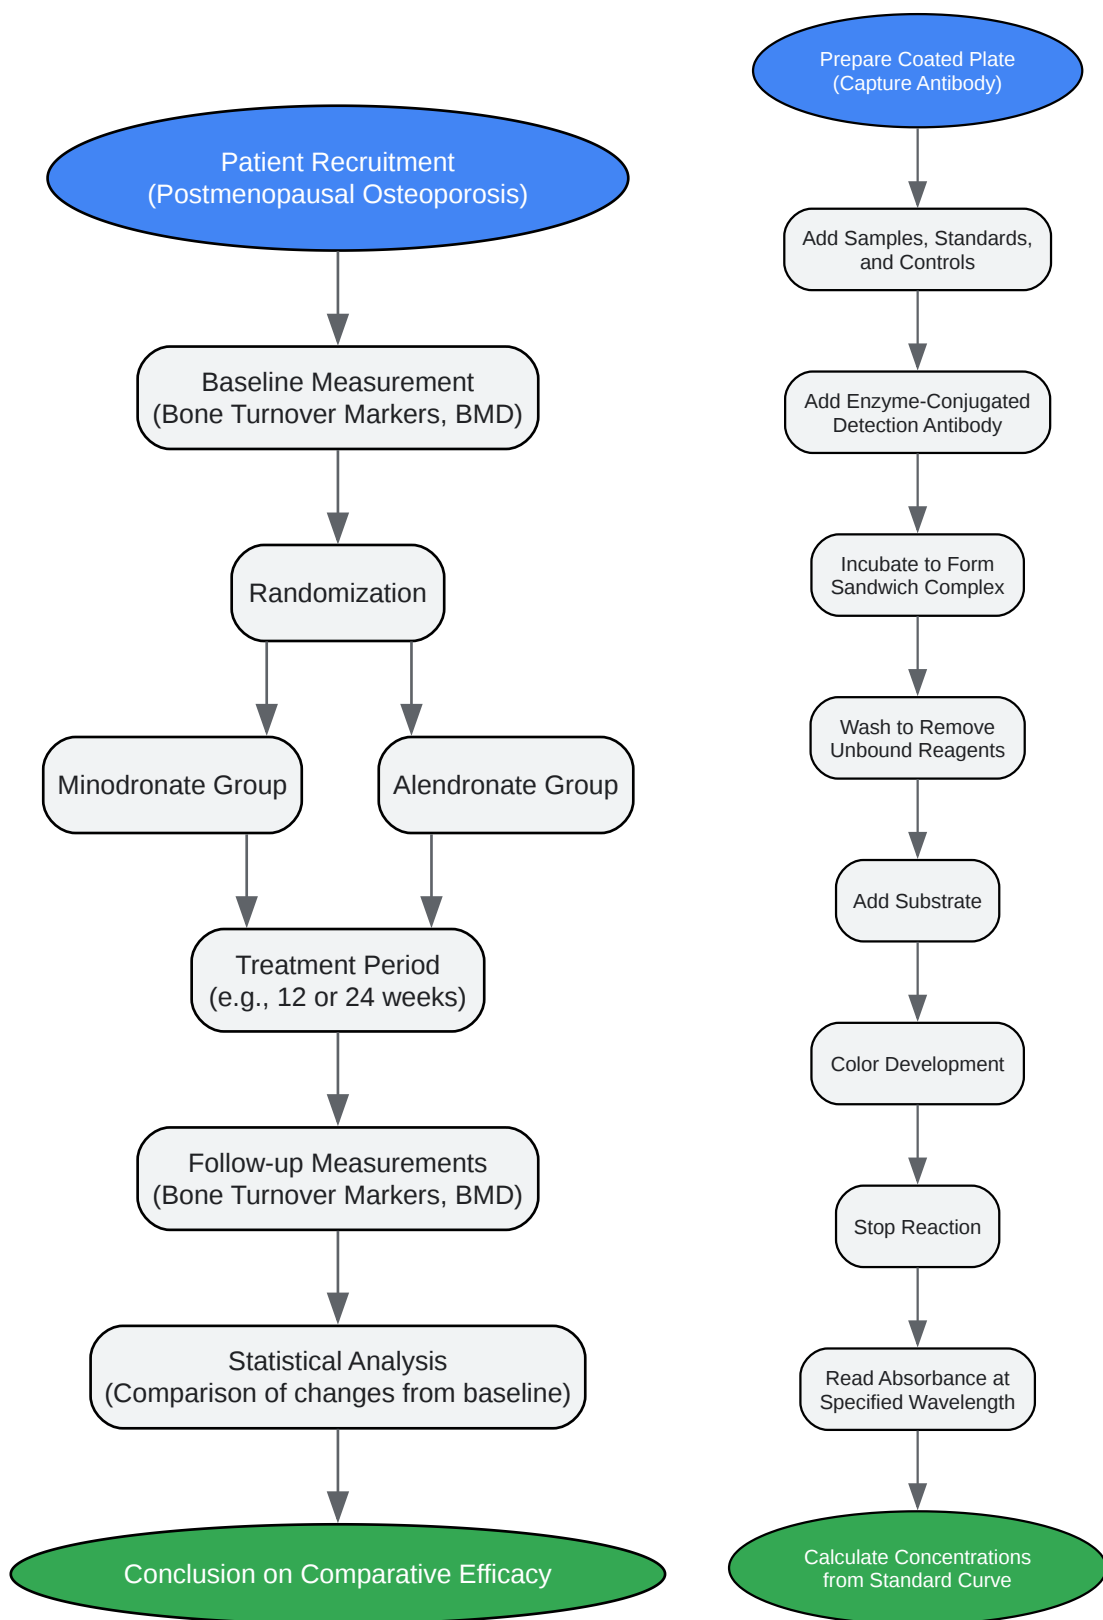 Patient Recruitment
(Postmenopausal Osteoporosis)
Baseline Measurement
(Bone Turnover Markers, BMD)
Randomization
Minodronate Group
Alendronate Group
Treatment Period
(e.g., 12 or 24 weeks)
Follow-up Measurements
(Bone Turnover Markers, BMD)
Statistical Analysis
(Comparison of changes from baseline)
Conclusion on Comparative Efficacy
Prepare Coated Plate
(Capture Antibody)
Add Samples, Standards,
and Controls
Add Enzyme-Conjugated
Detection Antibody
Incubate to Form
Sandwich Complex
Wash to Remove
Unbound Reagents
Add Substrate
Color Development
Stop Reaction
Read Absorbance at
Specified Wavelength
Calculate Concentrations
from Standard Curve